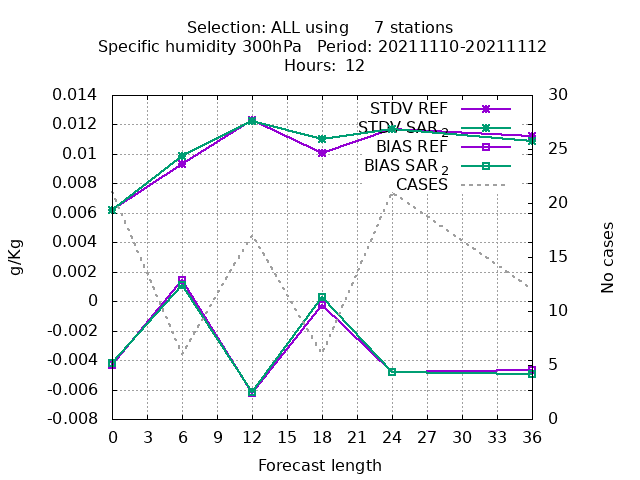 Selection: ALL using     7 stations
Specific humidity 300hPa   Period: 20211110-20211112
Hours: 12
0.014
0.012
0.01
0.008
0.006
0.004
0.002
0
-0.002
-0.004
-0.006
-0.008
g/Kg
STDV REF
STDV SAR_2
BIAS REF
BIAS SAR_2
CASES
30
25
20
15
10
5
0
No cases
0 3 6 9 12 15 18 21 24 27 30 33 36
Forecast length